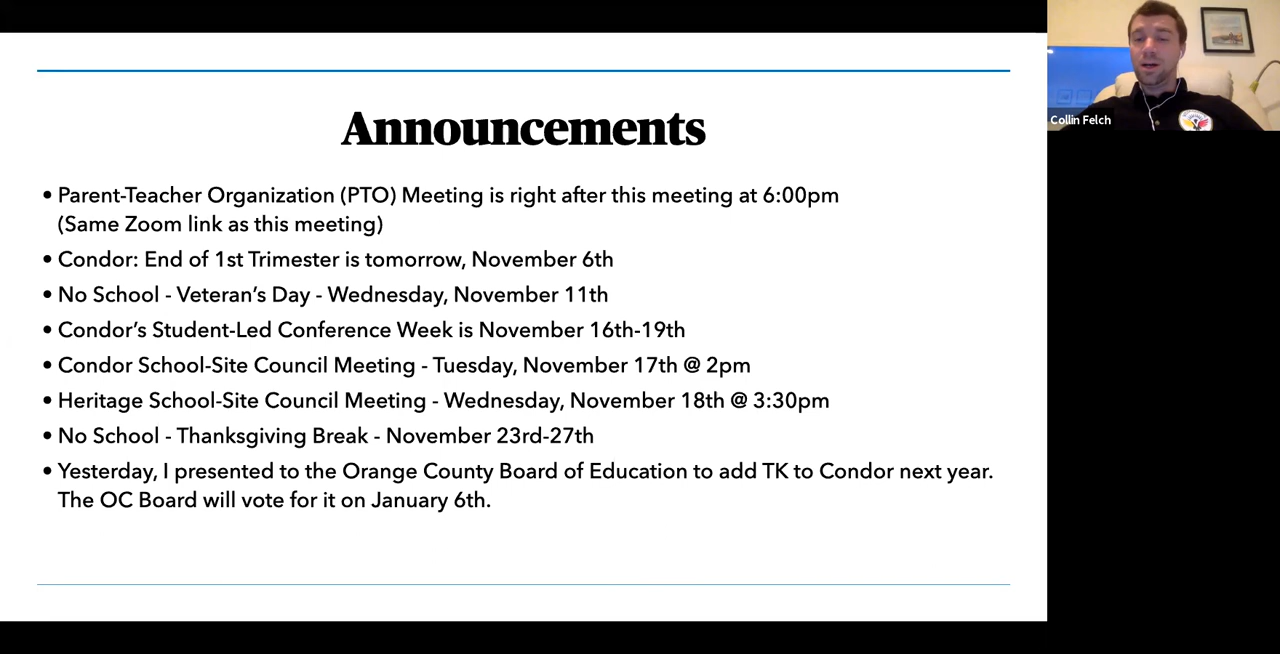 Announcements
• Parent-Teacher Organization (PTO) Meeting is right after this meeting at 6:00pm
(Same Zoom link as this meeting)
• Condor: End of 1st Trimester is tomorrow, November 6th
• No School - Veteran’s Day - Wednesday, November 11th
• Condor’s Student-Led Conference Week is November 16th-19th
• Condor School-Site Council Meeting - Tuesday, November 17th @ 2pm
• Heritage School-Site Council Meeting - Wednesday, November 18th @ 3:30pm
• No School - Thanksgiving Break - November 23rd-27th
• Yesterday, I presented to the Orange County Board of Education to add TK to Condor next year.
The OC Board will vote for it on January 6th.
Collin Felch